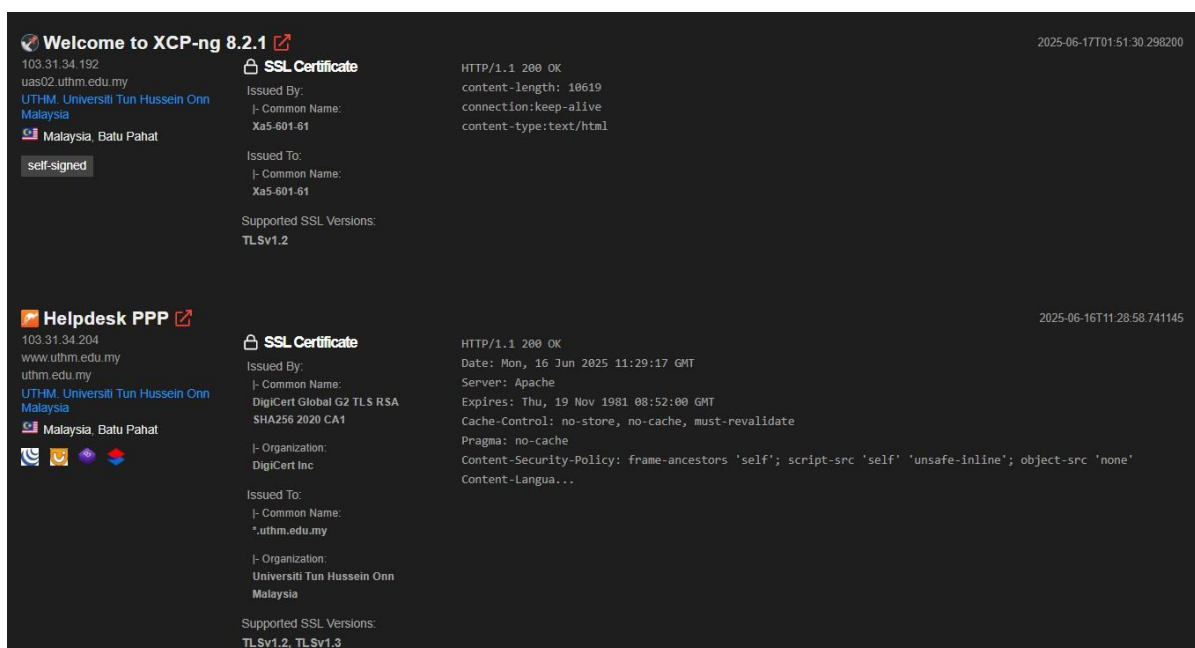 Welcome to XCP-ng 8.2.1
2025-06-17T01:51:30.298200
103.31.34.192
uas02.uthm.edu.my
UTHM. Universiti Tun Hussein Onn
Malaysia
Malaysia, Batu Pahat
self-signed
SSL Certificate
Issued By:
|- Common Name:
Xa5-601-61
Issued To:
|- Common Name:
Xa5-601-61
Supported SSL Versions:
TLSv1.2
HTTP/1.1 200 OK
content-length: 10619
connection:keep-alive
content-type:text/html
Helpdesk PPP
2025-06-16T11:28:58.741145
103.31.34.204
www.uthm.edu.my
uthm.edu.my
UTHM. Universiti Tun Hussein Onn
Malaysia
Malaysia, Batu Pahat
SSL Certificate
Issued By:
|- Common Name:
DigiCert Global G2 TLS RSA
SHA256 2020 CA1
|- Organization:
DigiCert Inc
Issued To:
|- Common Name:
*.uthm.edu.my
|- Organization:
Universiti Tun Hussein Onn
Malaysia
Supported SSL Versions:
TLSv1.2, TLSv1.3
HTTP/1.1 200 OK
Date: Mon, 16 Jun 2025 11:29:17 GMT
Server: Apache
Expires: Thu, 19 Nov 1981 08:52:00 GMT
Cache-Control: no-store, no-cache, must-revalidate
Pragma: no-cache
Content-Security-Policy: frame-ancestors 'self'; script-src 'self' 'unsafe-inline'; object-src 'none'
Content-Langua...